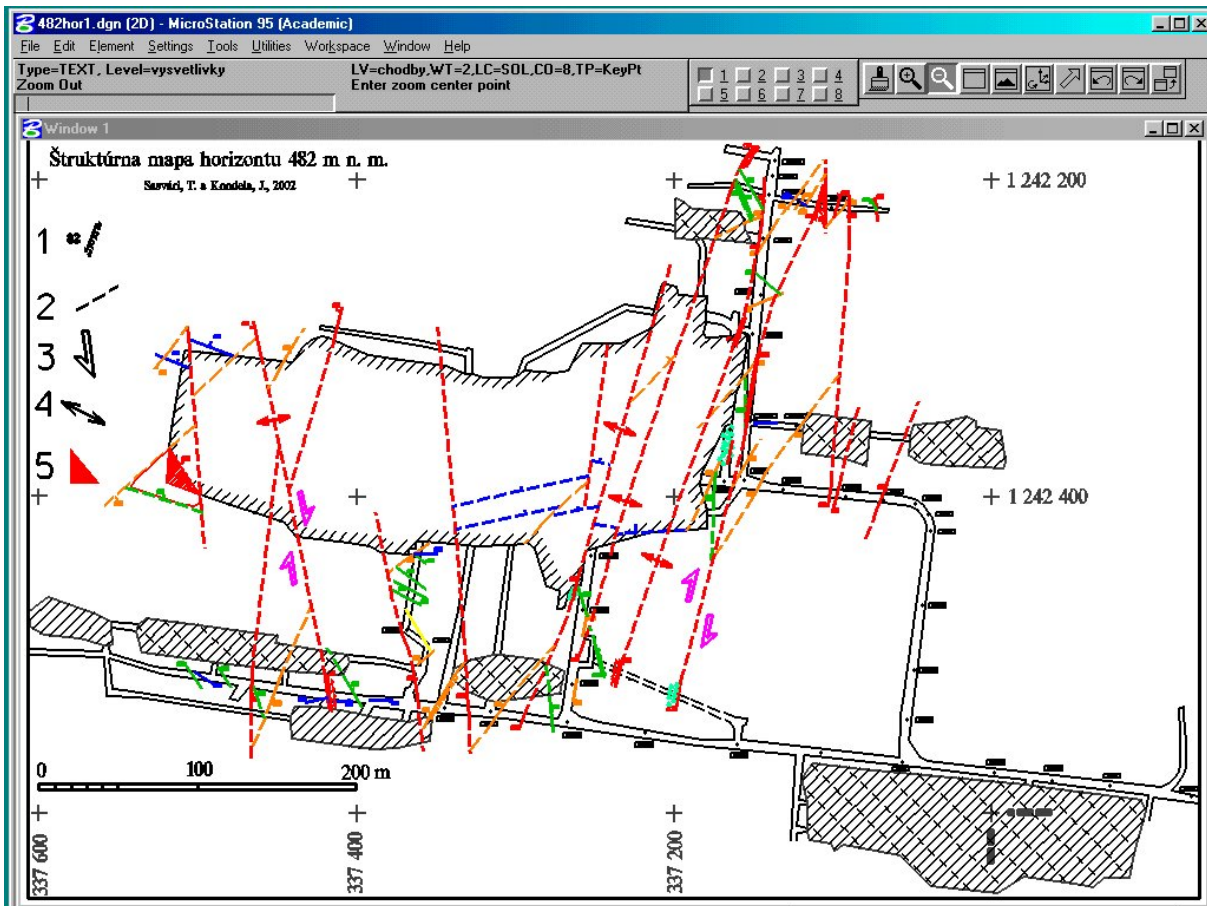 482hor1.dgn (2D) - MicroStation 95 (Academic)
File Edit Element Settings Tools Utilities Workspace Window Help
Type=TEXT, Level=vysvetlivky
LV=chodby,WT=2,LC=SOL,CO=8,TP=KeyPt
Zoom Out
Enter zoom center point
1 2 3 4
5 6 7 8
Window 1
Štruktúrna mapa horizontu 482 m n. m.
Sasvári, T. a Kondela, J., 2002
1 242 200
1
82
2
3
4
5
1 242 400
0 100 200 m
337 600
337 400
337 200